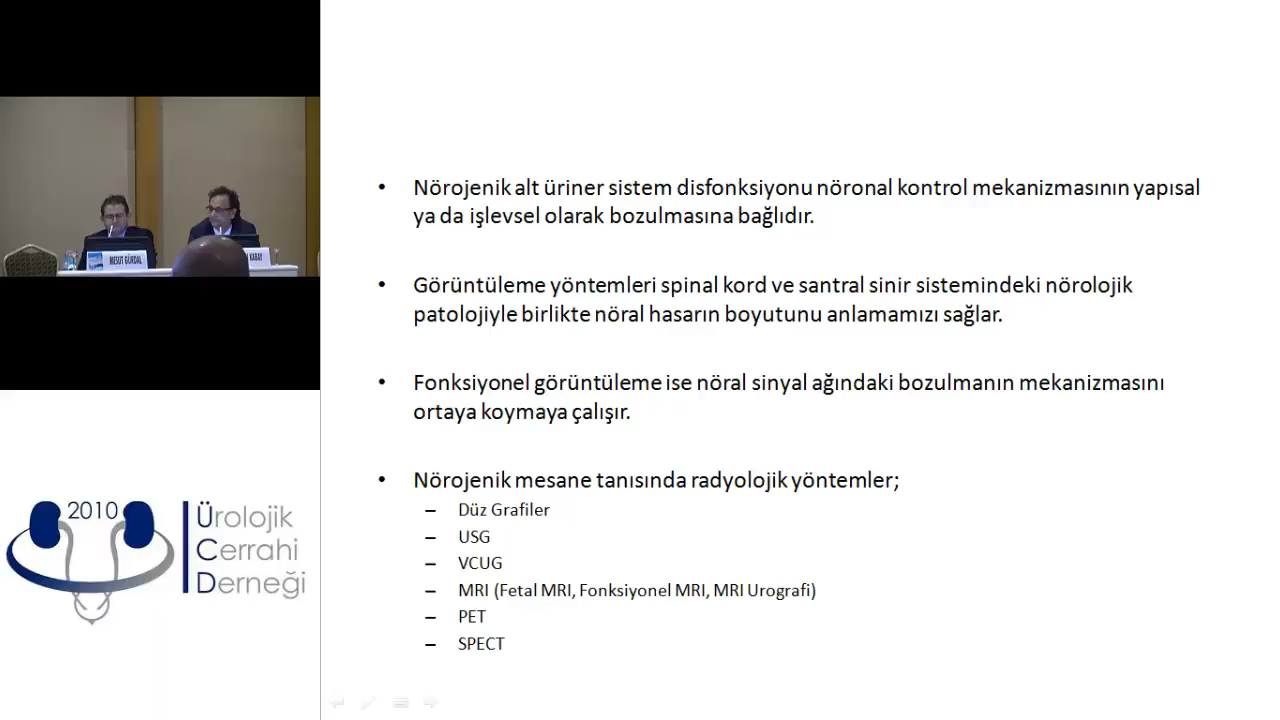 MESUT GÜRDAL
KABAY
2010
Ürolojik
Cerrahi
Derneği
• Nörojenik alt üriner sistem disfonksiyonu nöronal kontrol mekanizmasının yapısal
ya da işlevsel olarak bozulmasına bağlıdır.
• Görüntüleme yöntemleri spinal kord ve santral sinir sistemindeki nörolojik
patolojiyle birlikte nöral hasarın boyutunu anlamamızı sağlar.
• Fonksiyonel görüntüleme ise nöral sinyal ağındaki bozulmanın mekanizmasını
ortaya koymaya çalışır.
• Nörojenik mesane tanısında radyolojik yöntemler;
– Düz Grafiler
– USG
– VCUG
– MRI (Fetal MRI, Fonksiyonel MRI, MRI Urografi)
– PET
– SPECT